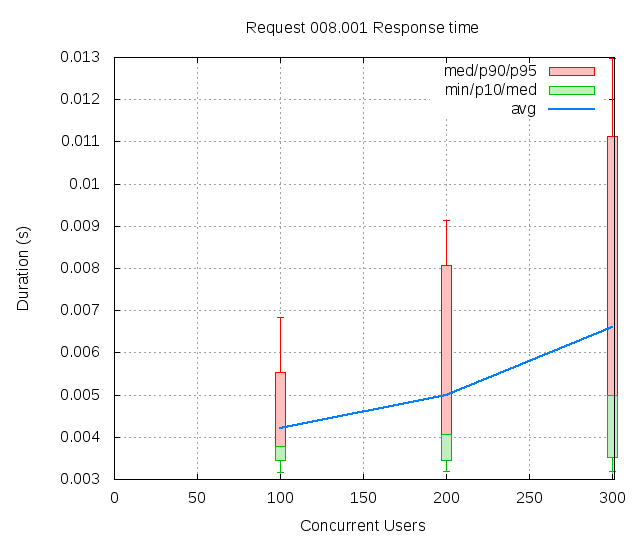 Request 008.001 Response time
0.013
0.012
0.011
0.01
0.009
0.008
0.007
0.006
0.005
0.004
0.003
Duration (s)
med/p90/p95
min/p10/med
avg
0 50 100 150 200 250 300
Concurrent Users